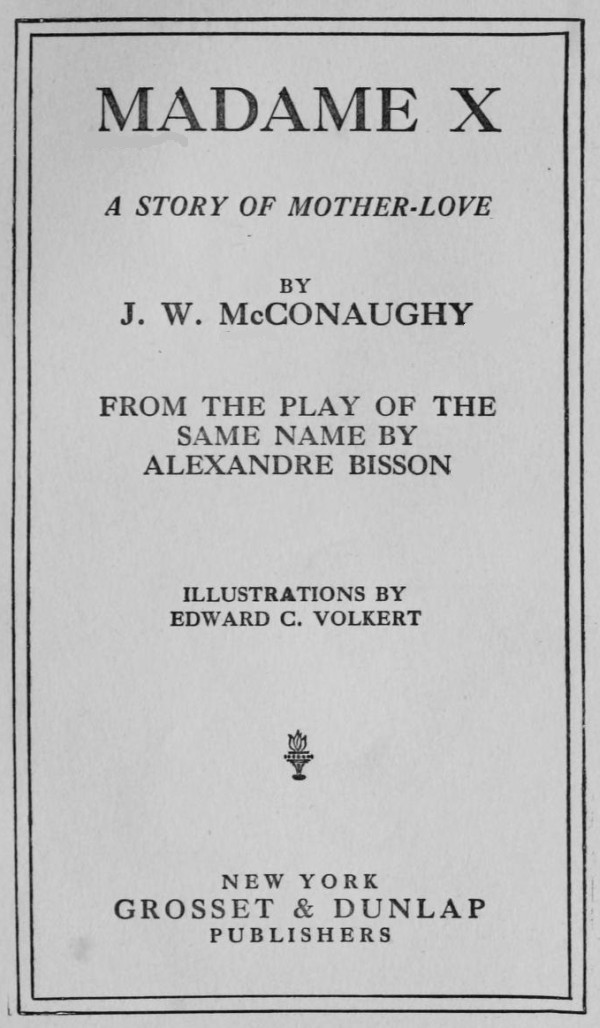 MADAME X
A STORY OF MOTHER-LOVE
BY
J. W. McCONAUGHY
FROM THE PLAY OF THE
SAME NAME BY
ALEXANDRE BISSON
ILLUSTRATIONS BY
EDWARD C. VOLKERT
NEW YORK
GROSSET & DUNLAP
PUBLISHERS